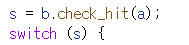 s = b.check_hit(a);
switch (s) {